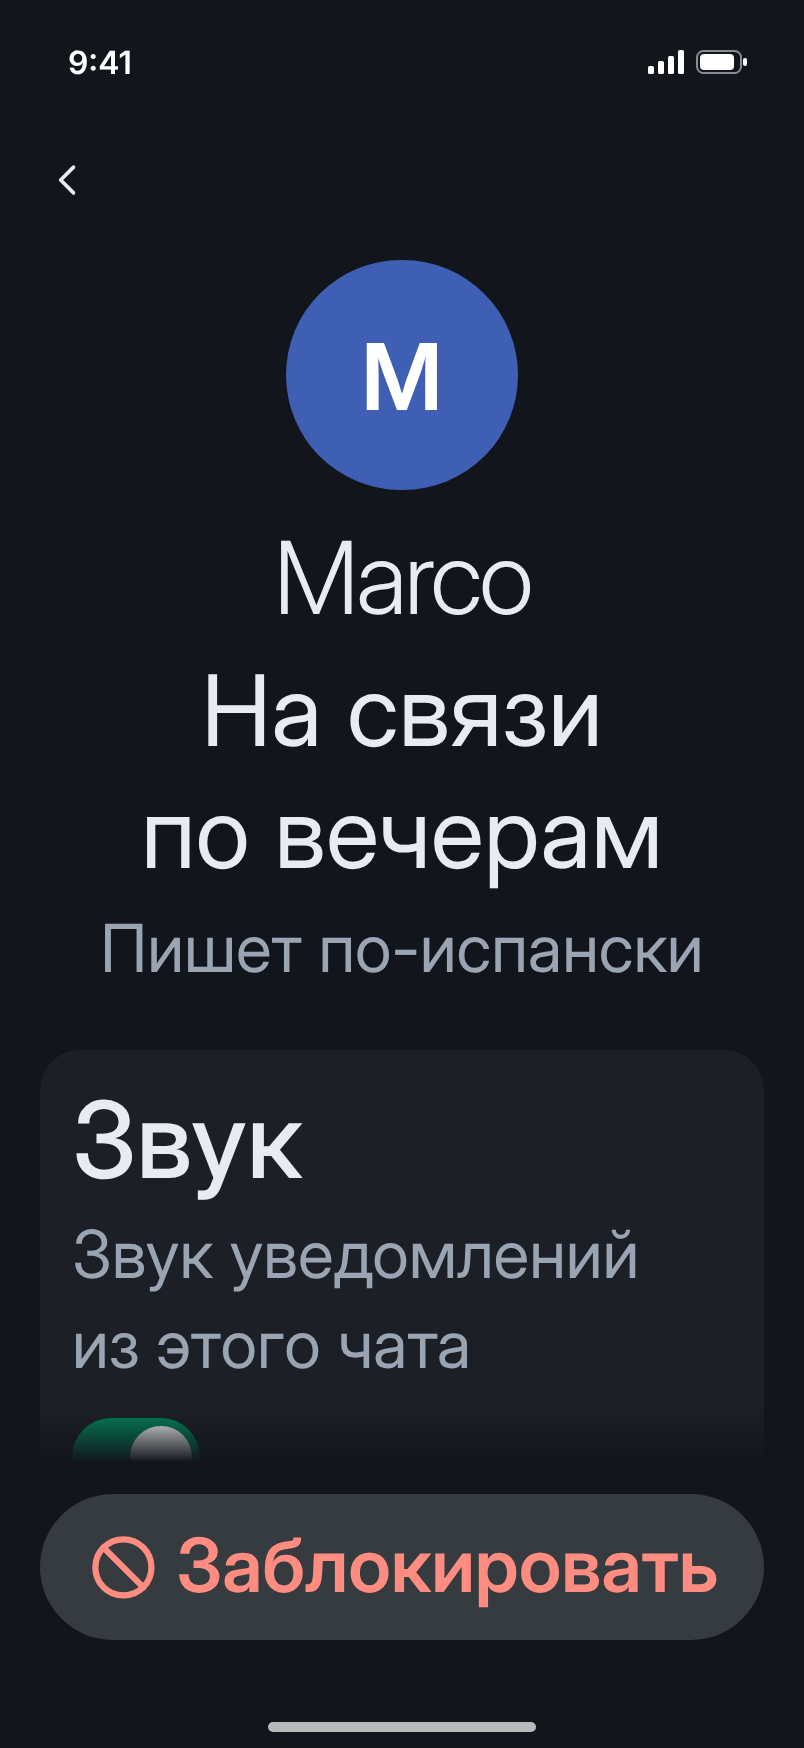 9:41
M
Marco
На связи
по вечерам
Пишет по-испански
Звук
Звук уведомлений
из этого чата
Заблокировать